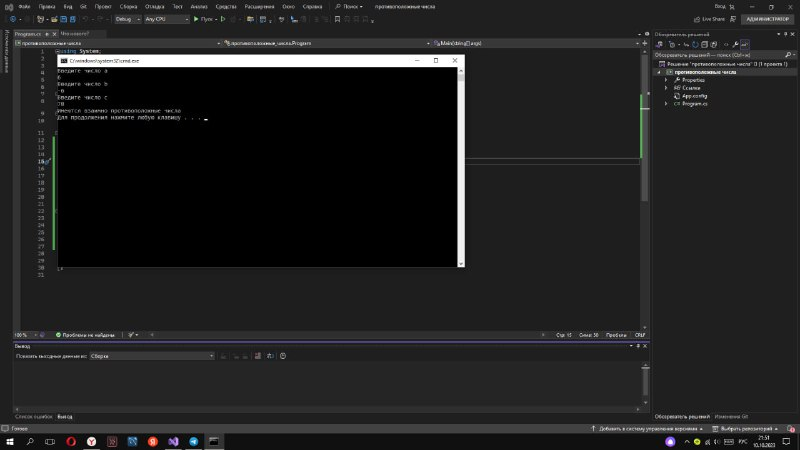 Файл Правка Вид Git Проект Сборка Отладка Тест Анализ Средства Расширения Окно Справка Поиск противоположные числа Вход
Debug Any CPU Пуск Live Share АДМИНИСТРАТОР
Program.cs Что нового?
противоположные числа противоположные_числа.Program Main(string[] args)
using System;
C:\windows\system32\cmd.exe
Введите число a
Введите число b
Введите число c
Имеются взаимно противоположные числа
Для продолжения нажмите любую клавишу . . .
1
2
3
4
5
6
7
8
9
10
11
12
13
14
15
16
17
18
19
20
21
22
23
24
25
26
27
28
29
30
31
100 % Проблемы не найдены Стр: 15 Симв: 50 Пробелы CRLF
Вывод
Показать выходные данные из: Сборка
Список ошибок Вывод
Обозреватель решений
Обозреватель решений — поиск (Ctrl+ж)
Решение "противоположные числа" (1 проекта 1)
противоположные числа
Properties
Ссылки
App.config
Program.cs
Обозреватель решений Изменения Git
Готово Добавить в систему управления версиями Выбрать репозиторий
РУС 21:51
10.10.2023